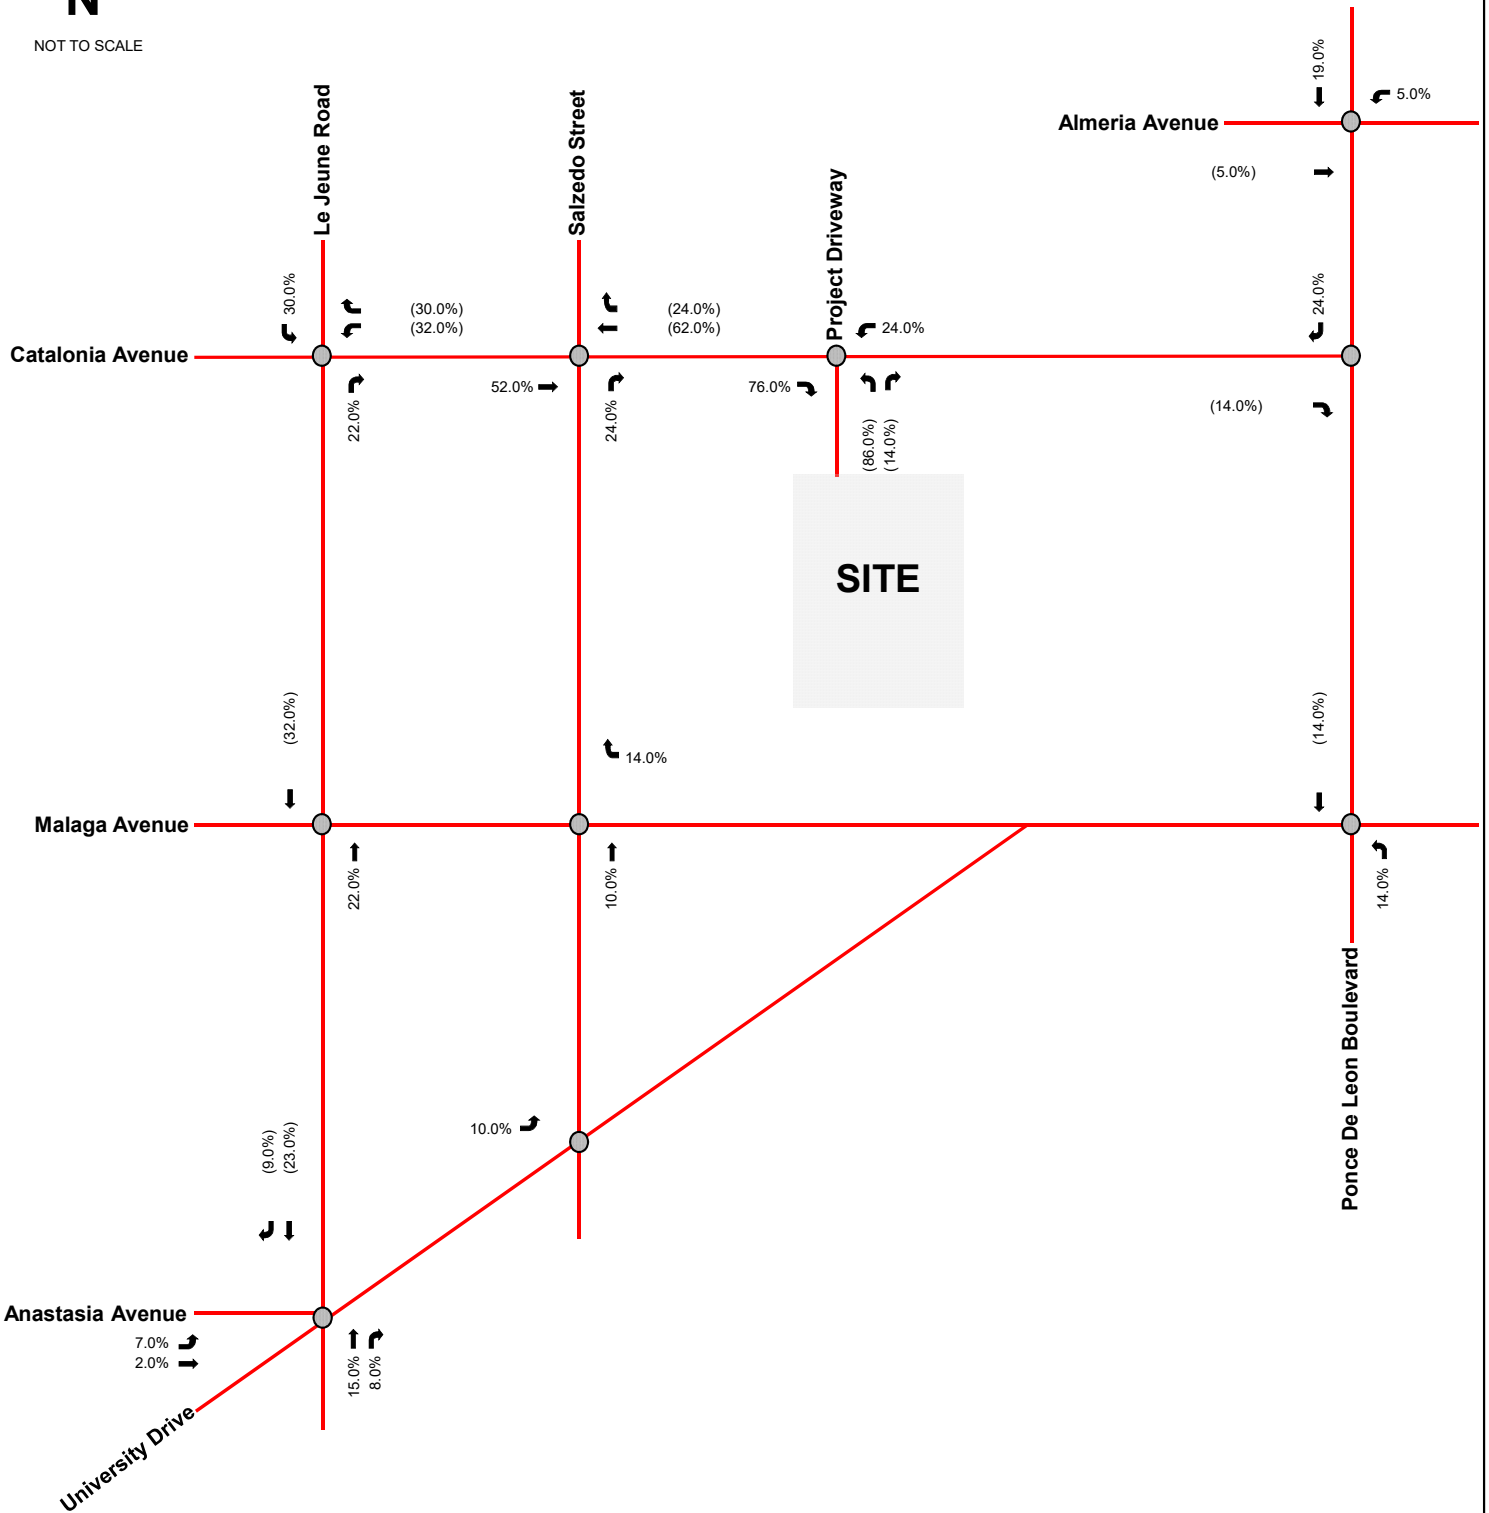 N
NOT TO SCALE
19.0%
5.0%
Le Jeune Road
Salzedo Street
Almeria Avenue
Project Driveway
(5.0%)
30.0%
(30.0%)
(32.0%)
(24.0%)
(62.0%)
24.0%
24.0%
Catalonia Avenue
22.0%
52.0%
24.0%
76.0%
(86.0%)
(14.0%)
(14.0%)
SITE
(32.0%)
14.0%
(14.0%)
Malaga Avenue
22.0%
10.0%
14.0%
Ponce De Leon Boulevard
10.0%
(9.0%)
(23.0%)
Anastasia Avenue
7.0%
2.0%
15.0%
8.0%
University Drive